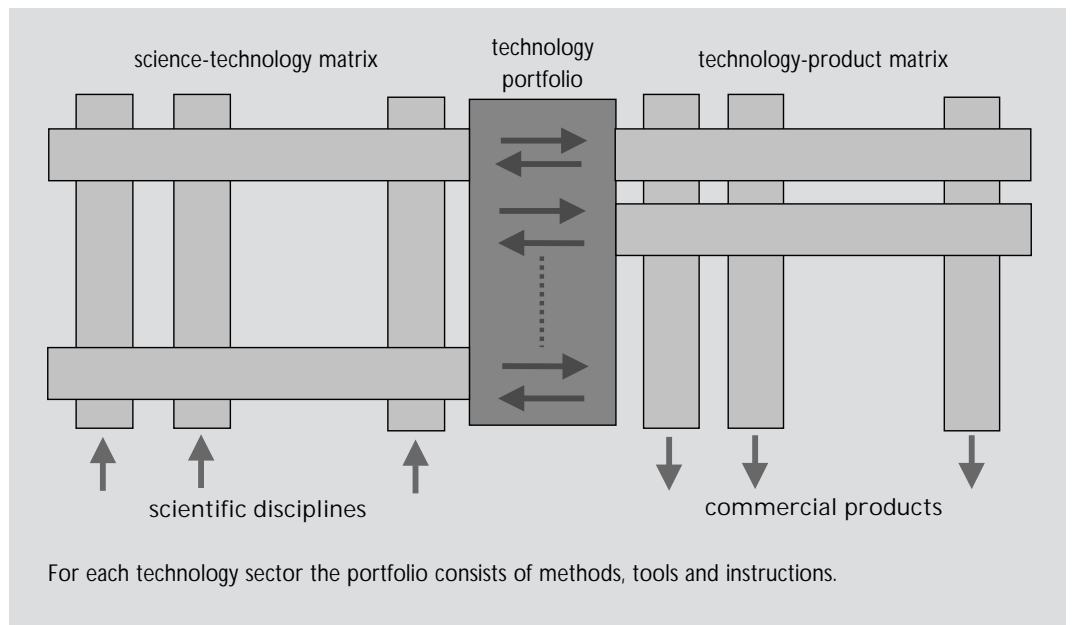 science-technology matrix
technology
portfolio
technology-product matrix
scientific disciplines
commercial products
For each technology sector the portfolio consists of methods, tools and instructions.